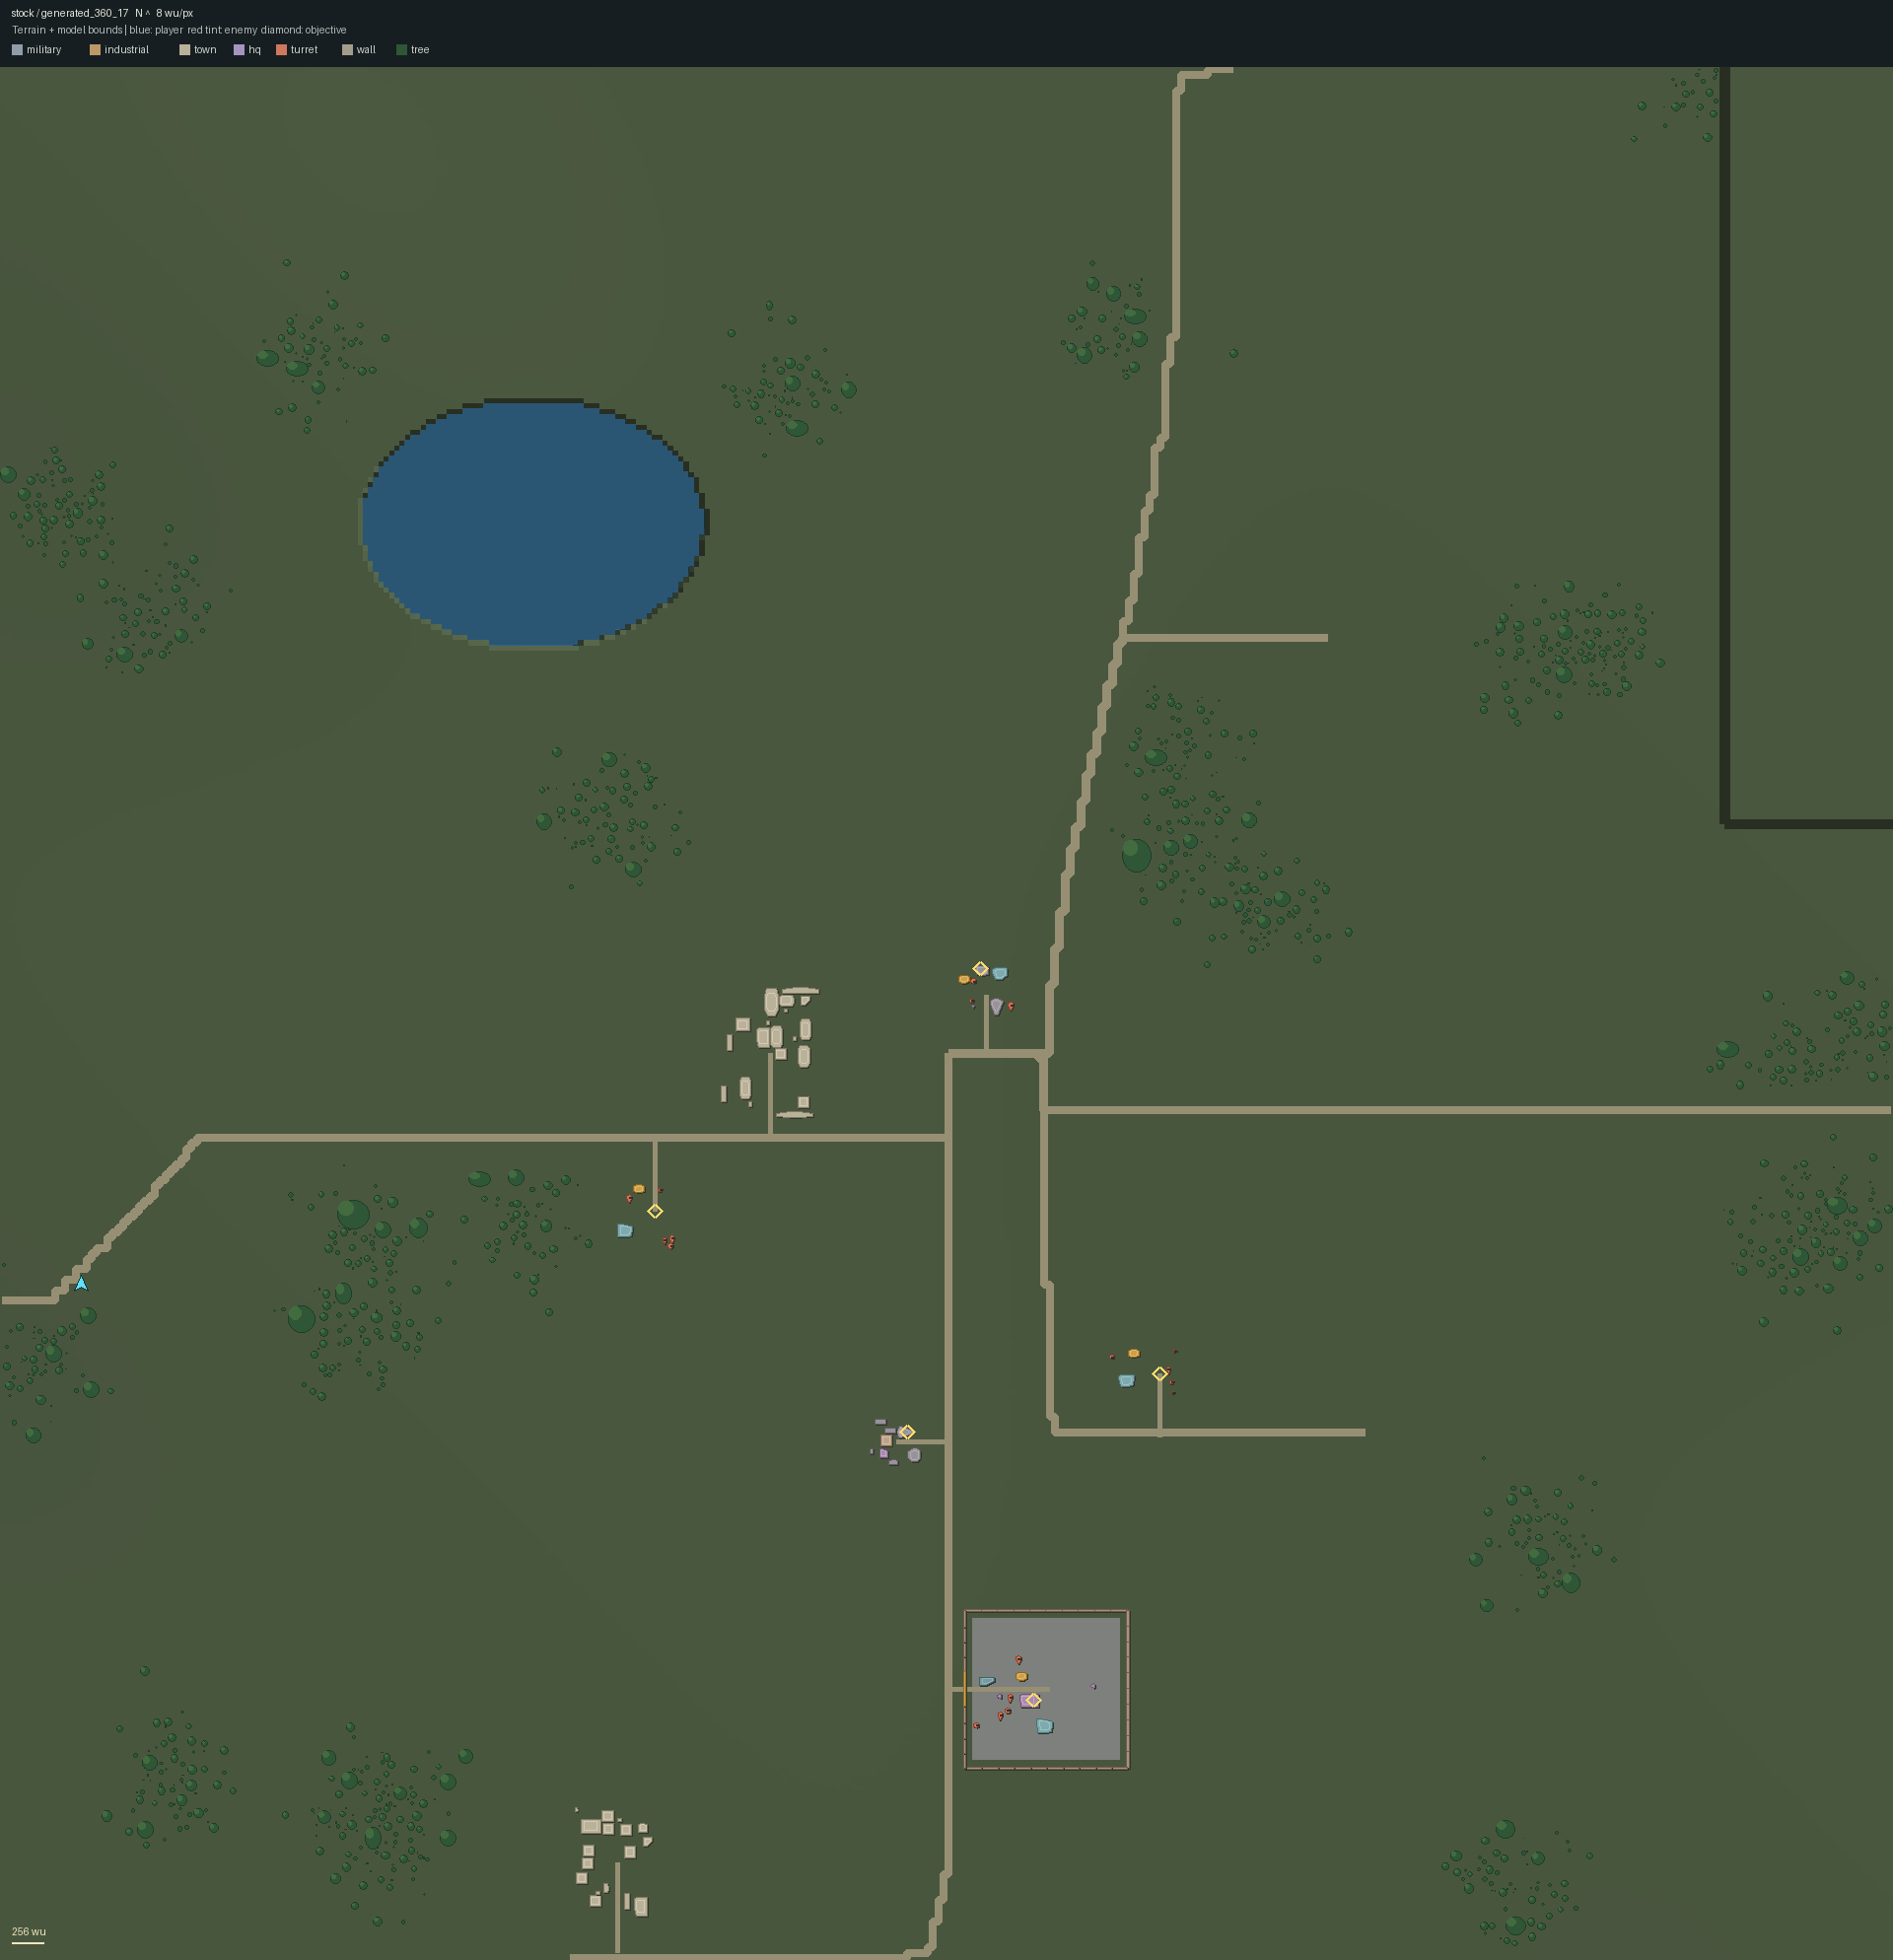 stock / generated_360_17 N ^ 8 wu/px
Terrain + model bounds | blue: player red tint: enemy diamond: objective
military industrial town hq turret wall tree
256 wu